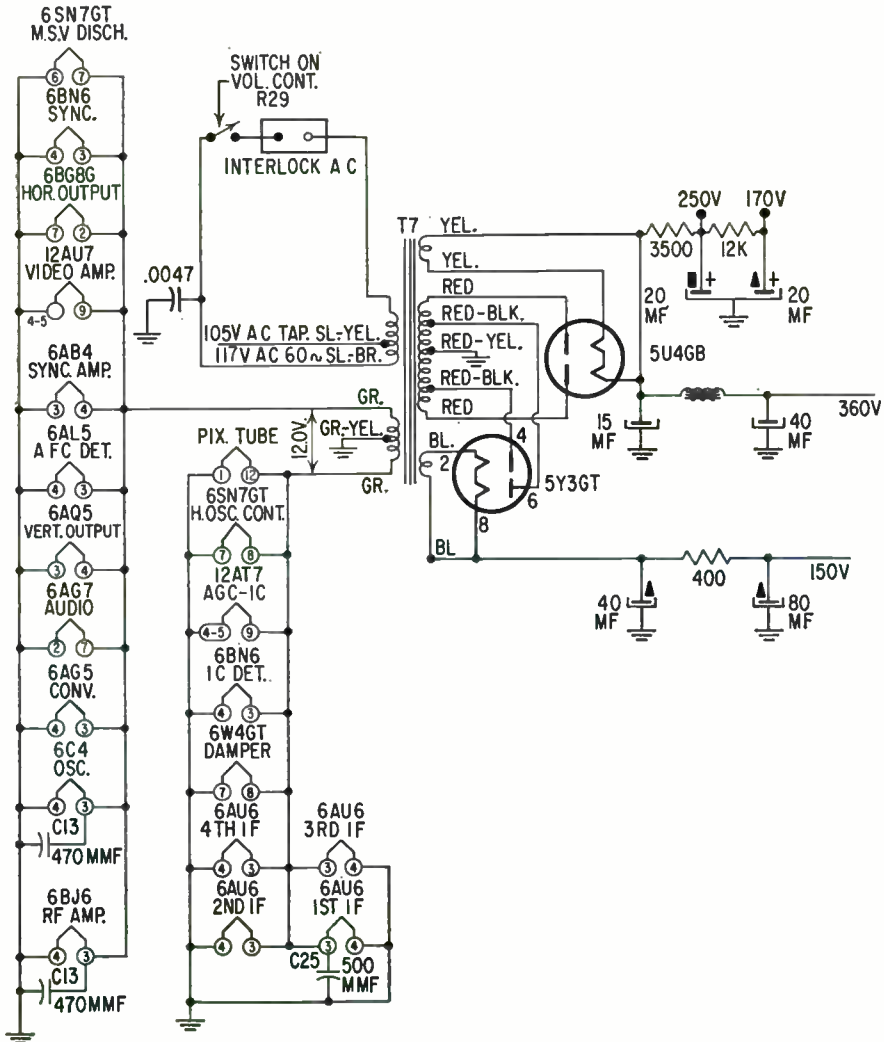 6SN7GT
M.S.V DISCH.
6 7
6BN6
SYNC.
4 3
6BG8G
HOR. OUTPUT
7 2
12AU7
VIDEO AMP.
4-5 9
6AB4
SYNC. AMP.
3 4
6AL5
AFC DET.
4 3
6AQ5
VERT. OUTPUT
3 4
6AG7
AUDIO
2 7
6AG5
CONV.
4 3
6C4
OSC.
4 3
C13
470MMF
6BJ6
RF AMP.
4 3
C13
470MMF
SWITCH ON
VOL. CONT.
R29
INTERLOCK A C
.0047
105V A C TAP. SL-YEL.
117V AC 60~ SL-BR.
GR.
12.0V.
GR-YEL.
GR.
PIX. TUBE
1 12
6SN7GT
H.OSC. CONT.
7 8
12AT7
AGC-1C
4-5 9
6BN6
1C DET.
4 3
6W4GT
DAMPER
7 8
6AU6
4TH IF
4 3
6AU6
2ND IF
4 3
6AU6
3RD IF
3 4
6AU6
1ST IF
3 4
C25
500
MMF
T7
YEL.
YEL.
RED
RED-BLK.
RED-YEL.
RED-BLK.
RED
BL.
2
4
6
8
5Y3GT
BL
5U4GB
250V
170V
3500
12K
20
MF
+
+
20
MF
15
MF
40
MF
360V
400
150V
40
MF
80
MF